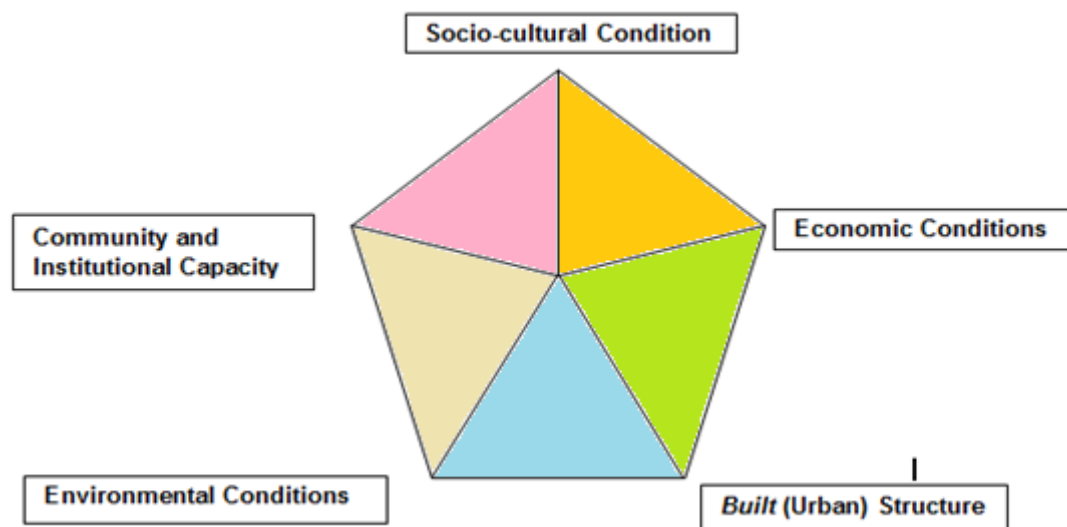 Socio-cultural Condition
Community and
Institutional Capacity
Economic Conditions
Environmental Conditions
Built (Urban) Structure